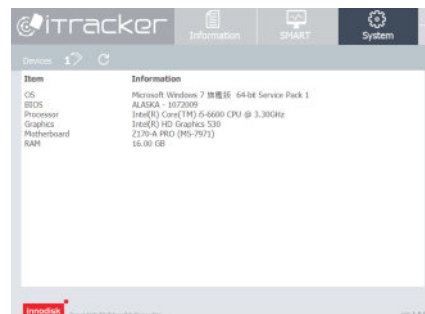 iTracker
Information
SMART
System
Devices 1
Item Information
OS Microsoft Windows 7 旗艦版 64-bit Service Pack 1
BIOS ALASKA - 1072009
Processor Intel(R) Core(TM) i5-6600 CPU @ 3.30GHz
Graphics Intel(R) HD Graphics 530
Motherboard Z170-A PRO (MS-7971)
RAM 16.00 GB
innodisk